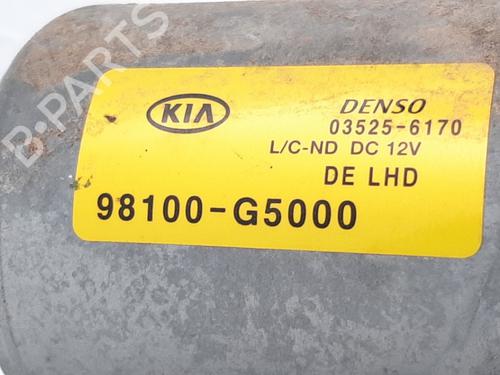 B-PARTS
KIA
DENSO
03525-6170
L/C-ND DC 12V
DE LHD
98100-G5000